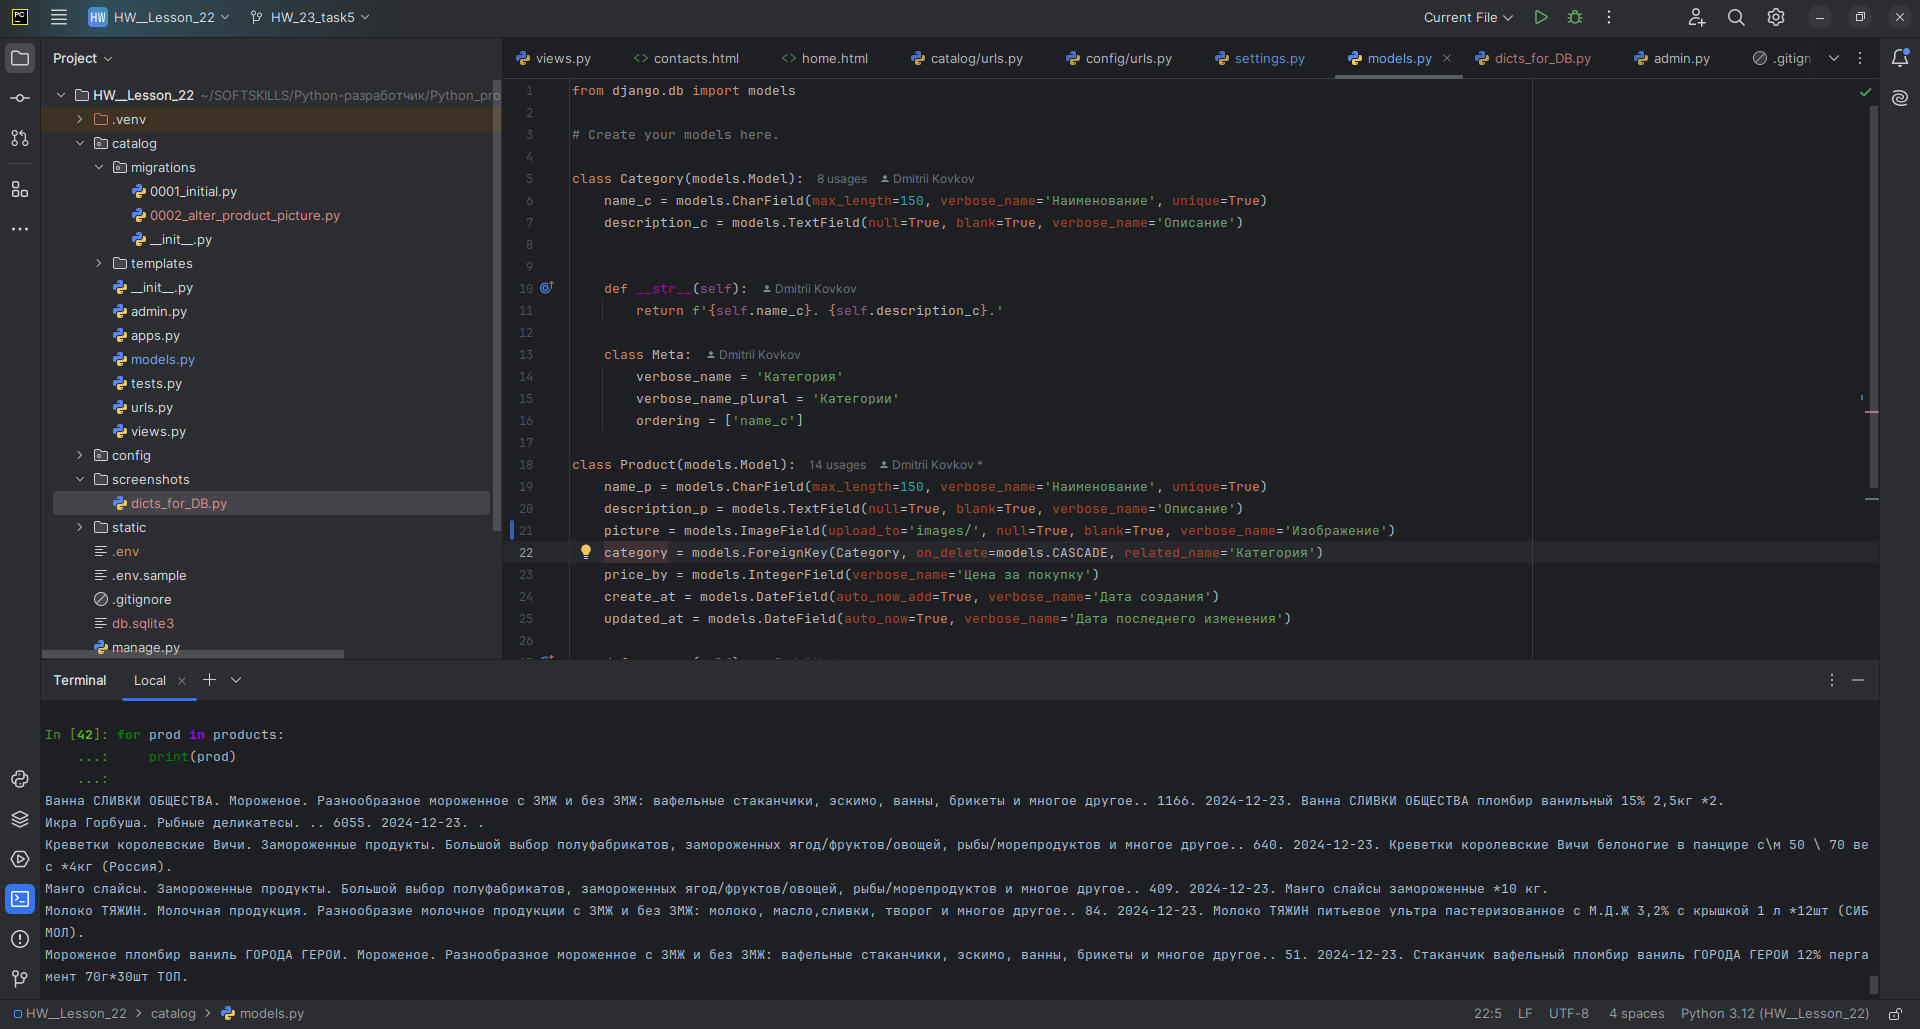 PC HW HW__Lesson_22 HW_23_task5 Current File
Project
views.py contacts.html home.html catalog/urls.py config/urls.py settings.py models.py dicts_for_DB.py admin.py .gitign
HW__Lesson_22 ~/SOFTSKILLS/Python-разработчик/Python_pro
.venv
catalog
migrations
0001_initial.py
0002_alter_product_picture.py
__init__.py
templates
__init__.py
admin.py
apps.py
models.py
tests.py
urls.py
views.py
config
screenshots
dicts_for_DB.py
static
.env
.env.sample
.gitignore
db.sqlite3
manage.py
1 from django.db import models
2
3 # Create your models here.
4
5 class Category(models.Model): 8 usages Dmitrii Kovkov
6 name_c = models.CharField(max_length=150, verbose_name='Наименование', unique=True)
7 description_c = models.TextField(null=True, blank=True, verbose_name='Описание')
8
9
10 def __str__(self): Dmitrii Kovkov
11 return f'{self.name_c}. {self.description_c}.'
12
13 class Meta: Dmitrii Kovkov
14 verbose_name = 'Категория'
15 verbose_name_plural = 'Категории'
16 ordering = ['name_c']
17
18 class Product(models.Model): 14 usages Dmitrii Kovkov *
19 name_p = models.CharField(max_length=150, verbose_name='Наименование', unique=True)
20 description_p = models.TextField(null=True, blank=True, verbose_name='Описание')
21 picture = models.ImageField(upload_to='images/', null=True, blank=True, verbose_name='Изображение')
22 category = models.ForeignKey(Category, on_delete=models.CASCADE, related_name='Категория')
23 price_by = models.IntegerField(verbose_name='Цена за покупку')
24 create_at = models.DateField(auto_now_add=True, verbose_name='Дата создания')
25 updated_at = models.DateField(auto_now=True, verbose_name='Дата последнего изменения')
26
Terminal Local
In [42]: for prod in products:
...: print(prod)
...:
Ванна СЛИВКИ ОБЩЕСТВА. Мороженое. Разнообразное мороженное с ЗМЖ и без ЗМЖ: вафельные стаканчики, эскимо, ванны, брикеты и многое другое.. 1166. 2024-12-23. Ванна СЛИВКИ ОБЩЕСТВА пломбир ванильный 15% 2,5кг *2.
Икра Горбуша. Рыбные деликатесы. .. 6055. 2024-12-23. .
Креветки королевские Вичи. Замороженные продукты. Большой выбор полуфабрикатов, замороженных ягод/фруктов/овощей, рыбы/морепродуктов и многое другое.. 640. 2024-12-23. Креветки королевские Вичи белоногие в панцире с\м 50 \ 70 ве
с *4кг (Россия).
Манго слайсы. Замороженные продукты. Большой выбор полуфабрикатов, замороженных ягод/фруктов/овощей, рыбы/морепродуктов и многое другое.. 409. 2024-12-23. Манго слайсы замороженные *10 кг.
Молоко ТЯЖИН. Молочная продукция. Разнообразие молочное продукции с ЗМЖ и без ЗМЖ: молоко, масло,сливки, творог и многое другое.. 84. 2024-12-23. Молоко ТЯЖИН питьевое ультра пастеризованное с М.Д.Ж 3,2% с крышкой 1 л *12шт (СИБ
МОЛ).
Мороженое пломбир ваниль ГОРОДА ГЕРОИ. Мороженое. Разнообразное мороженное с ЗМЖ и без ЗМЖ: вафельные стаканчики, эскимо, ванны, брикеты и многое другое.. 51. 2024-12-23. Стаканчик вафельный пломбир ваниль ГОРОДА ГЕРОИ 12% перга
мент 70г*30шт ТОП.
HW__Lesson_22 > catalog > models.py 22:5 LF UTF-8 4 spaces Python 3.12 (HW__Lesson_22)